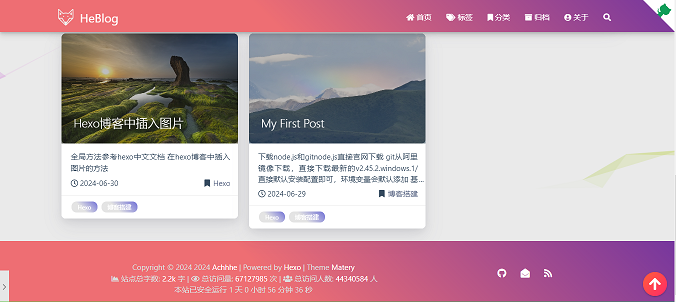 HeBlog
首页 标签 分类 归档 关于
Hexo博客中插入图片
全局方法参考hexo中文文档 在hexo博客中插入
图片的方法
2024-06-30 Hexo
Hexo 博客搭建
My First Post
下载node.js和gitnode.js直接官网下载 git从阿里
镜像下载，直接下载最新的v2.45.2.windows.1/
直接默认安装配置即可，环境变量会默认添加 基...
2024-06-29 博客搭建
Hexo 博客搭建
Copyright © 2024 2024 Achhhe | Powered by Hexo | Theme Matery
站点总字数: 2.2k 字 | 总访问量: 67127985 次 | 总访问人数: 44340584 人
本站已安全运行 1 天 0 小时 56 分钟 36 秒